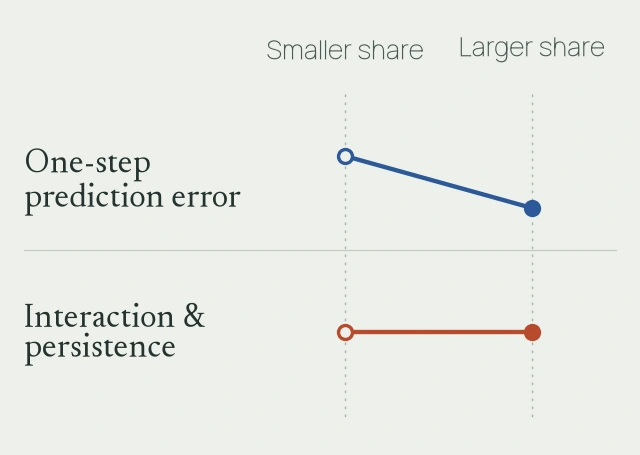 Smaller share
Larger share
One-step
prediction error
Interaction &
persistence